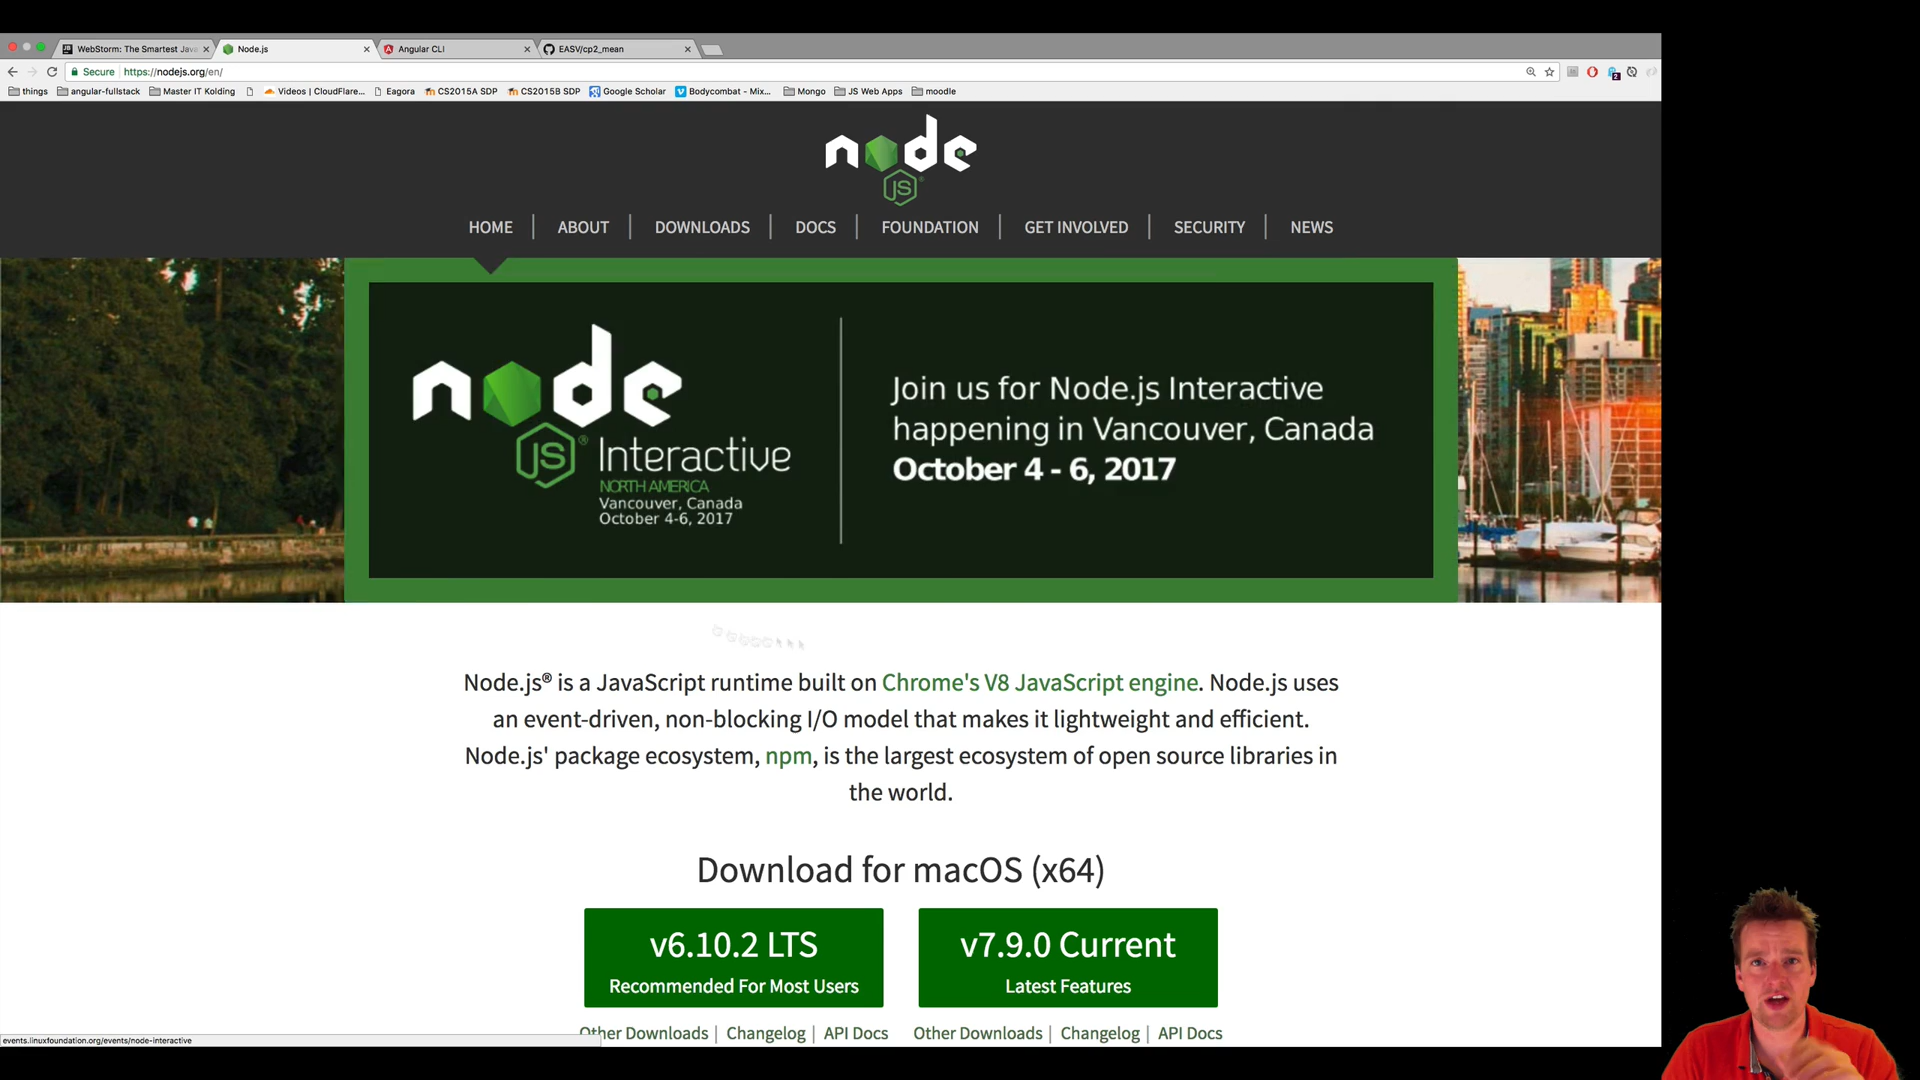 WebStorm: The Smartest Java
Node.js
Angular CLI
EASV/cp2_mean
Secure
https://nodejs.org/en/
things
angular-fullstack
Master IT Kolding
Videos | CloudFlare...
Eagora
CS2015A SDP
CS2015B SDP
Google Scholar
Bodycombat - Mix...
Mongo
JS Web Apps
moodle
node
JS
HOME
ABOUT
DOWNLOADS
DOCS
FOUNDATION
GET INVOLVED
SECURITY
NEWS
node
JS® Interactive
NORTH AMERICA
Vancouver, Canada
October 4-6, 2017
Join us for Node.js Interactive
happening in Vancouver, Canada
October 4 - 6, 2017
Node.js® is a JavaScript runtime built on Chrome's V8 JavaScript engine. Node.js uses
an event-driven, non-blocking I/O model that makes it lightweight and efficient.
Node.js' package ecosystem, npm, is the largest ecosystem of open source libraries in
the world.
Download for macOS (x64)
v6.10.2 LTS
Recommended For Most Users
v7.9.0 Current
Latest Features
Other Downloads | Changelog | API Docs
Other Downloads | Changelog | API Docs
events.linuxfoundation.org/events/node-interactive